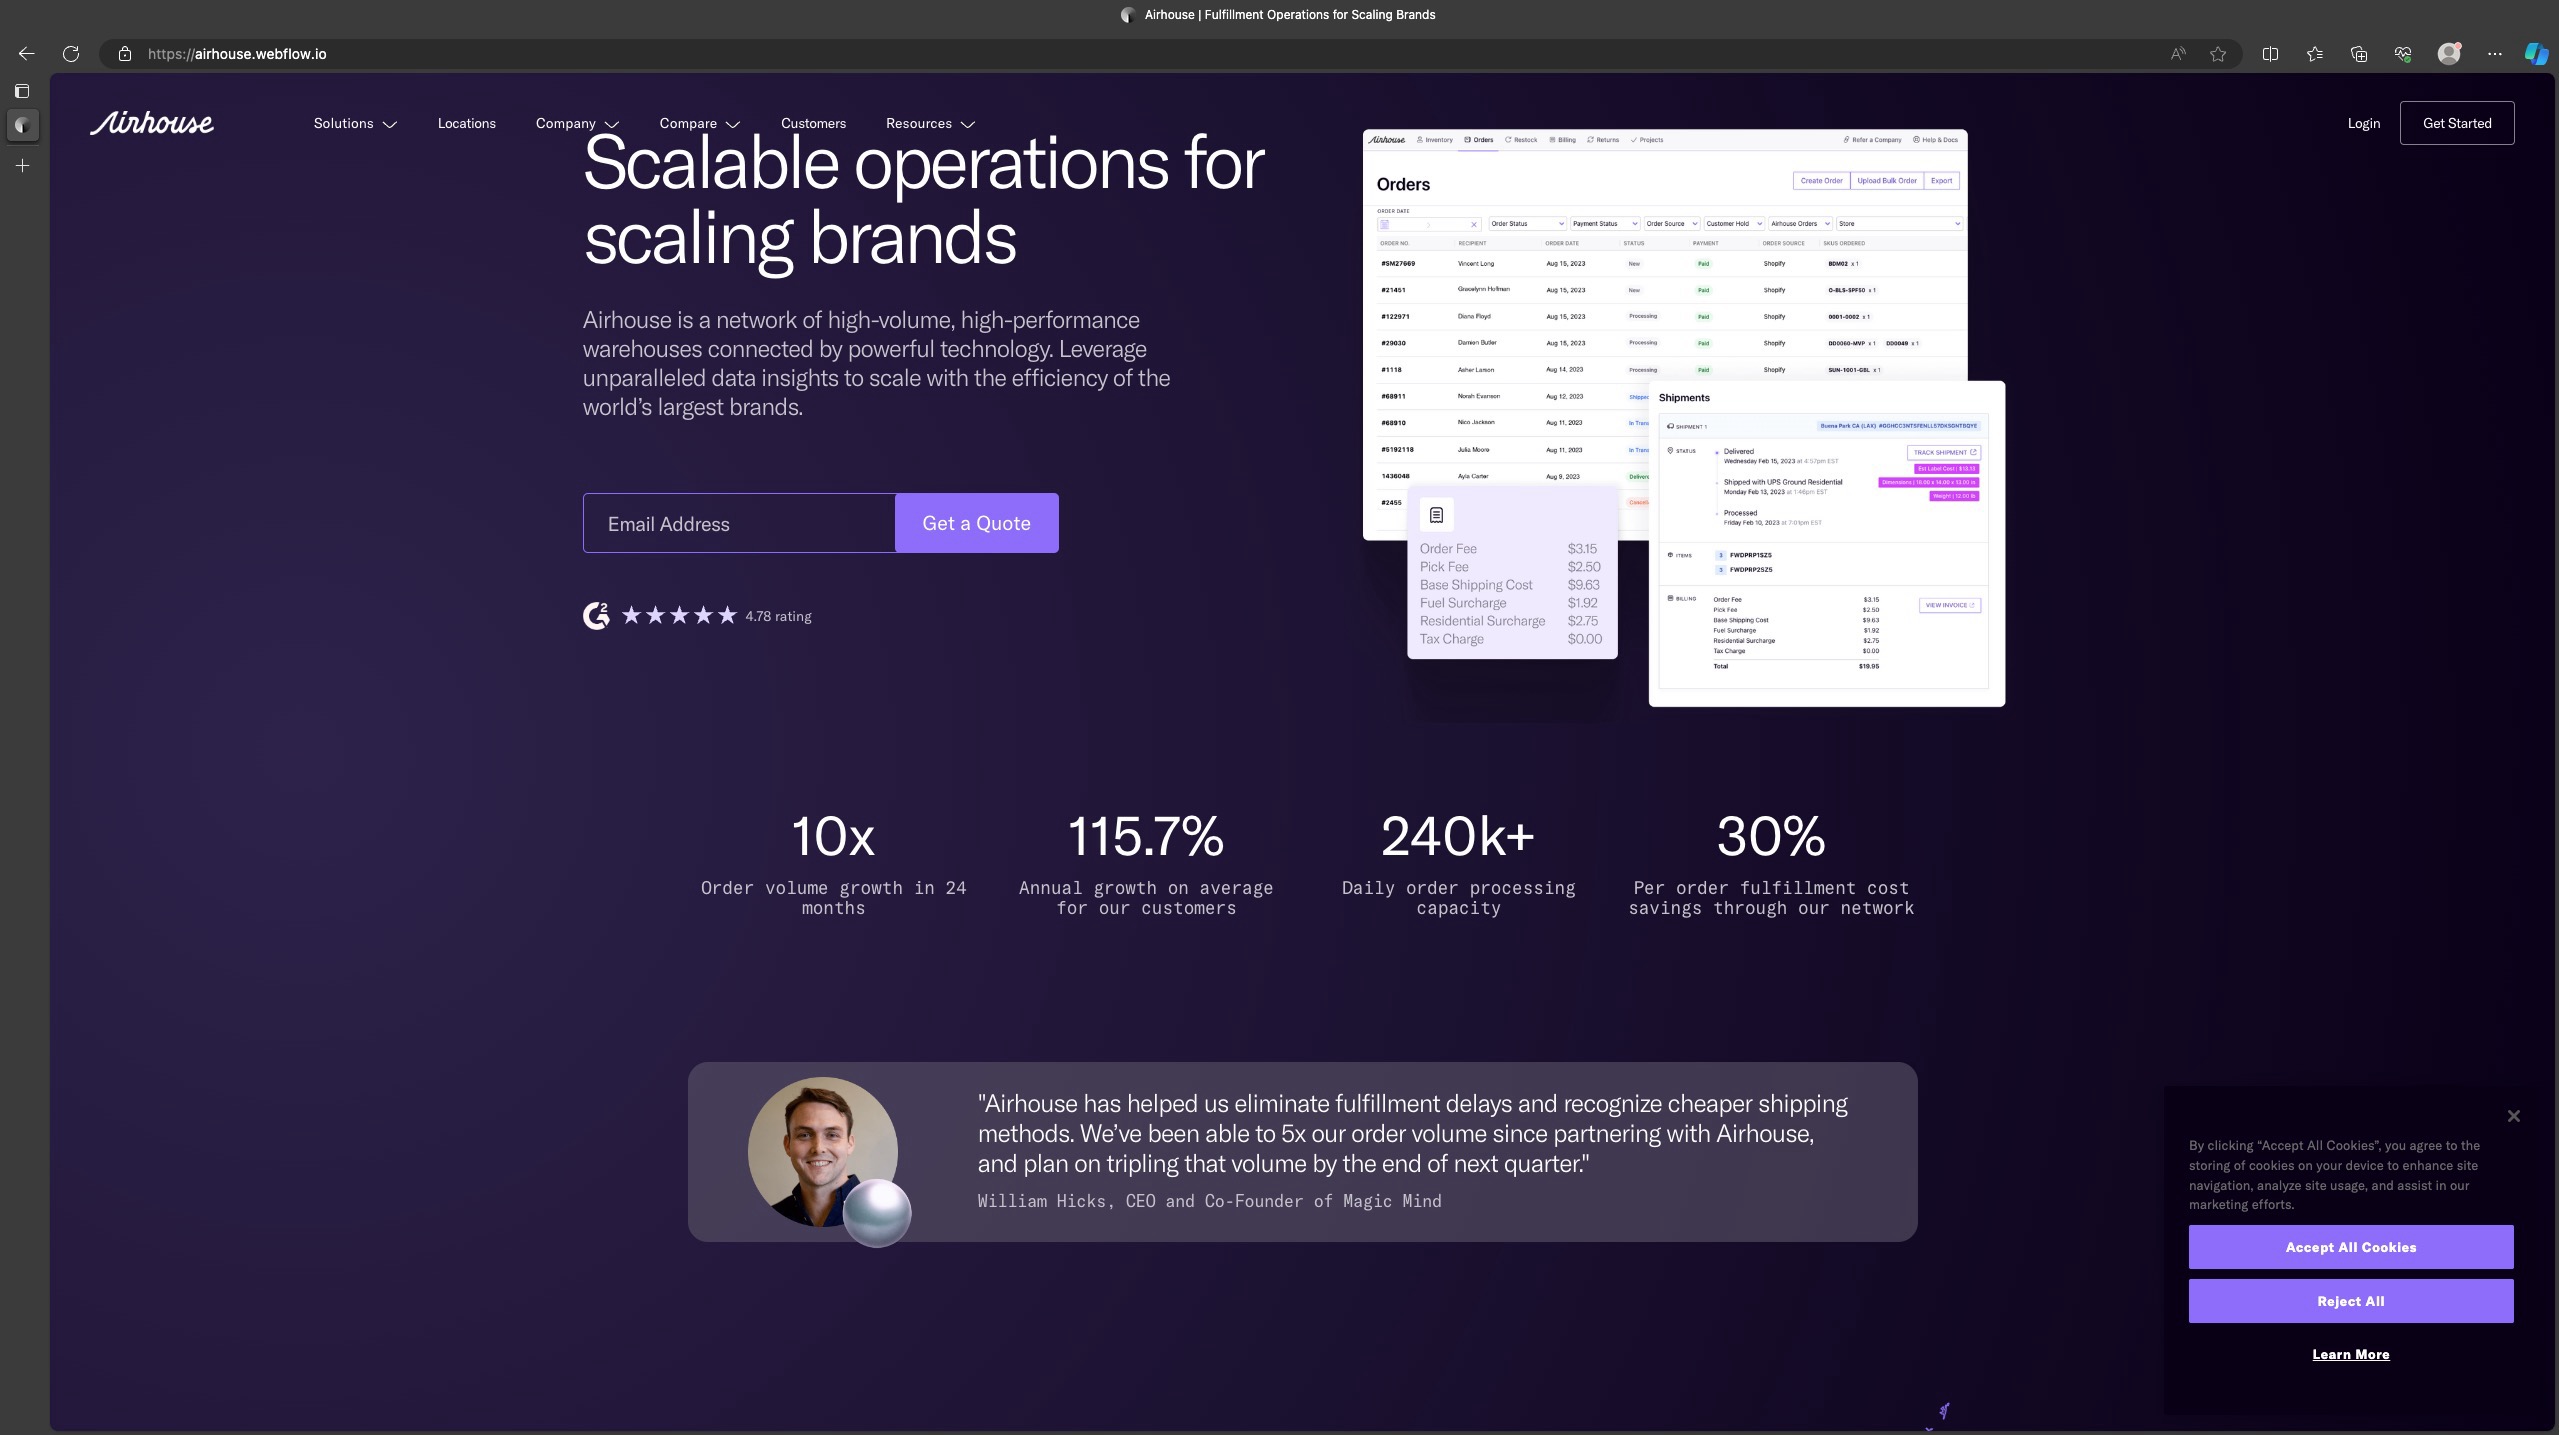 Airhouse | Fulfillment Operations for Scaling Brands
https://airhouse.webflow.io
Airhouse
Solutions
Locations
Company
Compare
Customers
Resources
Login
Get Started
Scalable operations for
scaling brands
Airhouse is a network of high-volume, high-performance
warehouses connected by powerful technology. Leverage
unparalleled data insights to scale with the efficiency of the
world's largest brands.
Email Address
Get a Quote
4.78 rating
Airhouse Inventory Orders Restock Billing Returns Projects Refer a Company Help & Docs
Orders
Create Order Upload Bulk Order Export
ORDER DATE
Order Status Payment Status Order Source Customer Hold Airhouse Orders Store
ORDER NO. RECIPIENT ORDER DATE STATUS PAYMENT ORDER SOURCE SKUS ORDERED
#SM27669 Vincent Long Aug 15, 2023 New Paid Shopify BDM02 x 1
#21451 Gracelynn Hoffman Aug 15, 2023 New Paid Shopify O-BLS-SPF50 x 1
#122971 Diana Floyd Aug 15, 2023 Processing Paid Shopify 0001-0002 x 1
#29030 Damien Butler Aug 15, 2023 Processing Paid Shopify DD0060-MVP x 1 DD0049 x 1
#1118 Asher Larson Aug 14, 2023 Processing Paid Shopify SUN-1001-GBL x 1
#68911 Norah Evanson Aug 12, 2023 Shipped
#68910 Nico Jackson Aug 11, 2023 In Trans
#5192118 Julia Moore Aug 11, 2023 In Trans
1436048 Ayla Carter Aug 9, 2023 Delivere
#2455 Cancell
Order Fee $3.15
Pick Fee $2.50
Base Shipping Cost $9.63
Fuel Surcharge $1.92
Residential Surcharge $2.75
Tax Charge $0.00
Shipments
SHIPMENT 1 Buena Park CA (LAX)
STATUS
Delivered
Wednesday Feb 15, 2023 at 4:57pm EST
TRACK SHIPMENT
Est Label Cost | $13.13
Shipped with UPS Ground Residential
Monday Feb 13, 2023 at 1:46pm EST
Dimensions | 18.00 x 14.00 x 13.00 in
Weight | 12.00 lb
Processed
Friday Feb 10, 2023 at 7:01pm EST
ITEMS
3 FWDPRP1SZ5
3 FWDPRP2SZ5
BILLING
Order Fee $3.15
Pick Fee $2.50
Base Shipping Cost $9.63
Fuel Surcharge $1.92
Residential Surcharge $2.75
Tax Charge $0.00
Total $19.95
VIEW INVOICE
10x
Order volume growth in 24
months
115.7%
Annual growth on average
for our customers
240k+
Daily order processing
capacity
30%
Per order fulfillment cost
savings through our network
"Airhouse has helped us eliminate fulfillment delays and recognize cheaper shipping
methods. We've been able to 5x our order volume since partnering with Airhouse,
and plan on tripling that volume by the end of next quarter."
William Hicks, CEO and Co-Founder of Magic Mind
By clicking “Accept All Cookies”, you agree to the
storing of cookies on your device to enhance site
navigation, analyze site usage, and assist in our
marketing efforts.
Accept All Cookies
Reject All
Learn More